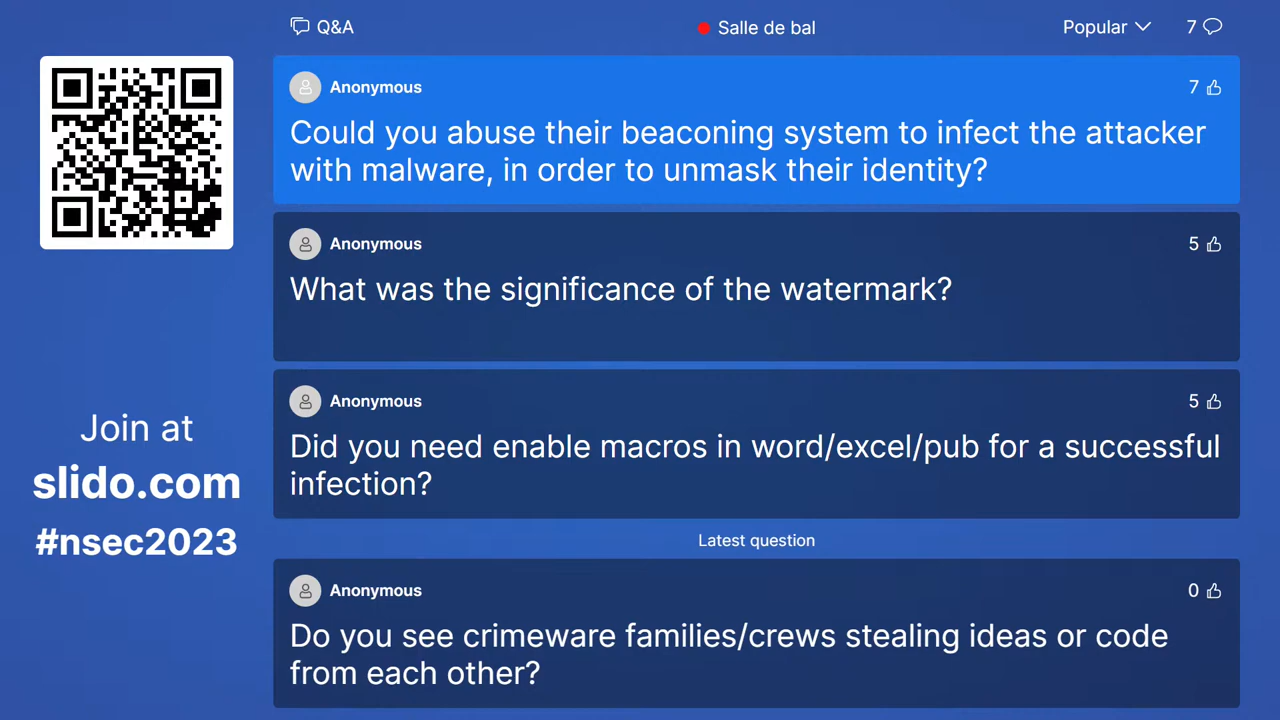 Q&A
Salle de bal
Popular
7
Join at
slido.com
#nsec2023
Anonymous
7
Could you abuse their beaconing system to infect the attacker
with malware, in order to unmask their identity?
Anonymous
5
What was the significance of the watermark?
Anonymous
5
Did you need enable macros in word/excel/pub for a successful
infection?
Latest question
Anonymous
0
Do you see crimeware families/crews stealing ideas or code
from each other?